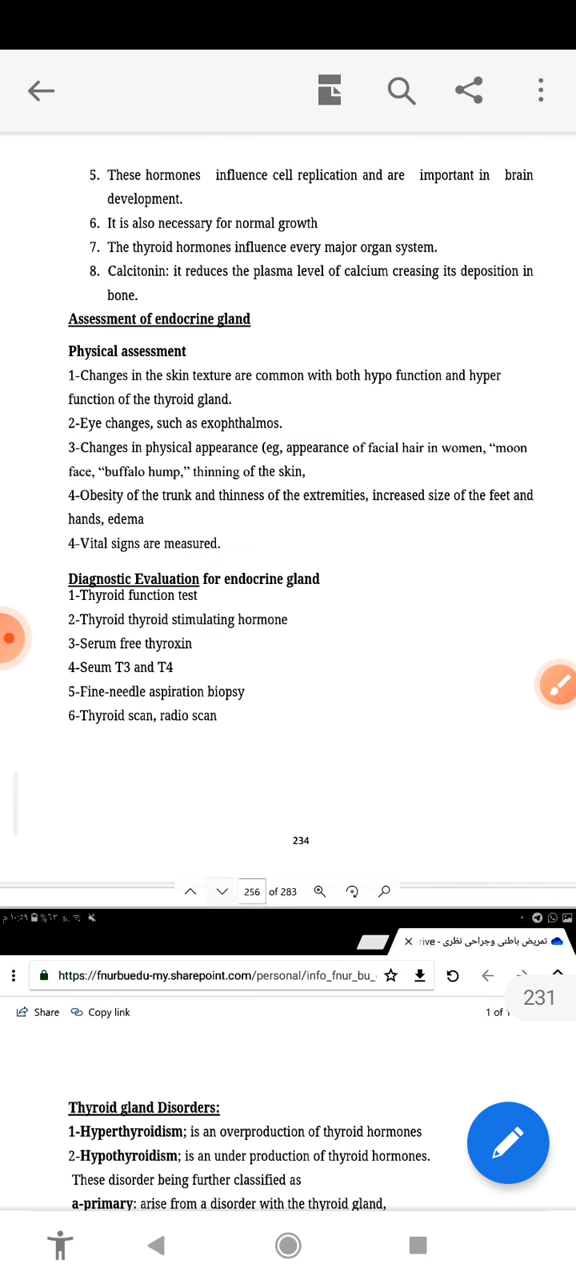 5. These hormones influence cell replication and are important in brain
development.
6. It is also necessary for normal growth
7. The thyroid hormones influence every major organ system.
8. Calcitonin: it reduces the plasma level of calcium creasing its deposition in
bone.
Assessment of endocrine gland
Physical assessment
1-Changes in the skin texture are common with both hypo function and hyper
function of the thyroid gland.
2-Eye changes, such as exophthalmos.
3-Changes in physical appearance (eg, appearance of facial hair in women, “moon
face, “buffalo hump,” thinning of the skin,
4-Obesity of the trunk and thinness of the extremities, increased size of the feet and
hands, edema
4-Vital signs are measured.
Diagnostic Evaluation for endocrine gland
1-Thyroid function test
2-Thyroid thyroid stimulating hormone
3-Serum free thyroxin
4-Seum T3 and T4
5-Fine-needle aspiration biopsy
6-Thyroid scan, radio scan
234
256 of 283
م ١٠:٥٩ %٦٣
تمريض باطنى وجراحى نظرى - rive
https://fnurbuedu-my.sharepoint.com/personal/info_fnur_bu_
231
Share Copy link 1 of 1
Thyroid gland Disorders:
1-Hyperthyroidism; is an overproduction of thyroid hormones
2-Hypothyroidism; is an under production of thyroid hormones.
These disorder being further classified as
a-primary: arise from a disorder with the thyroid gland,